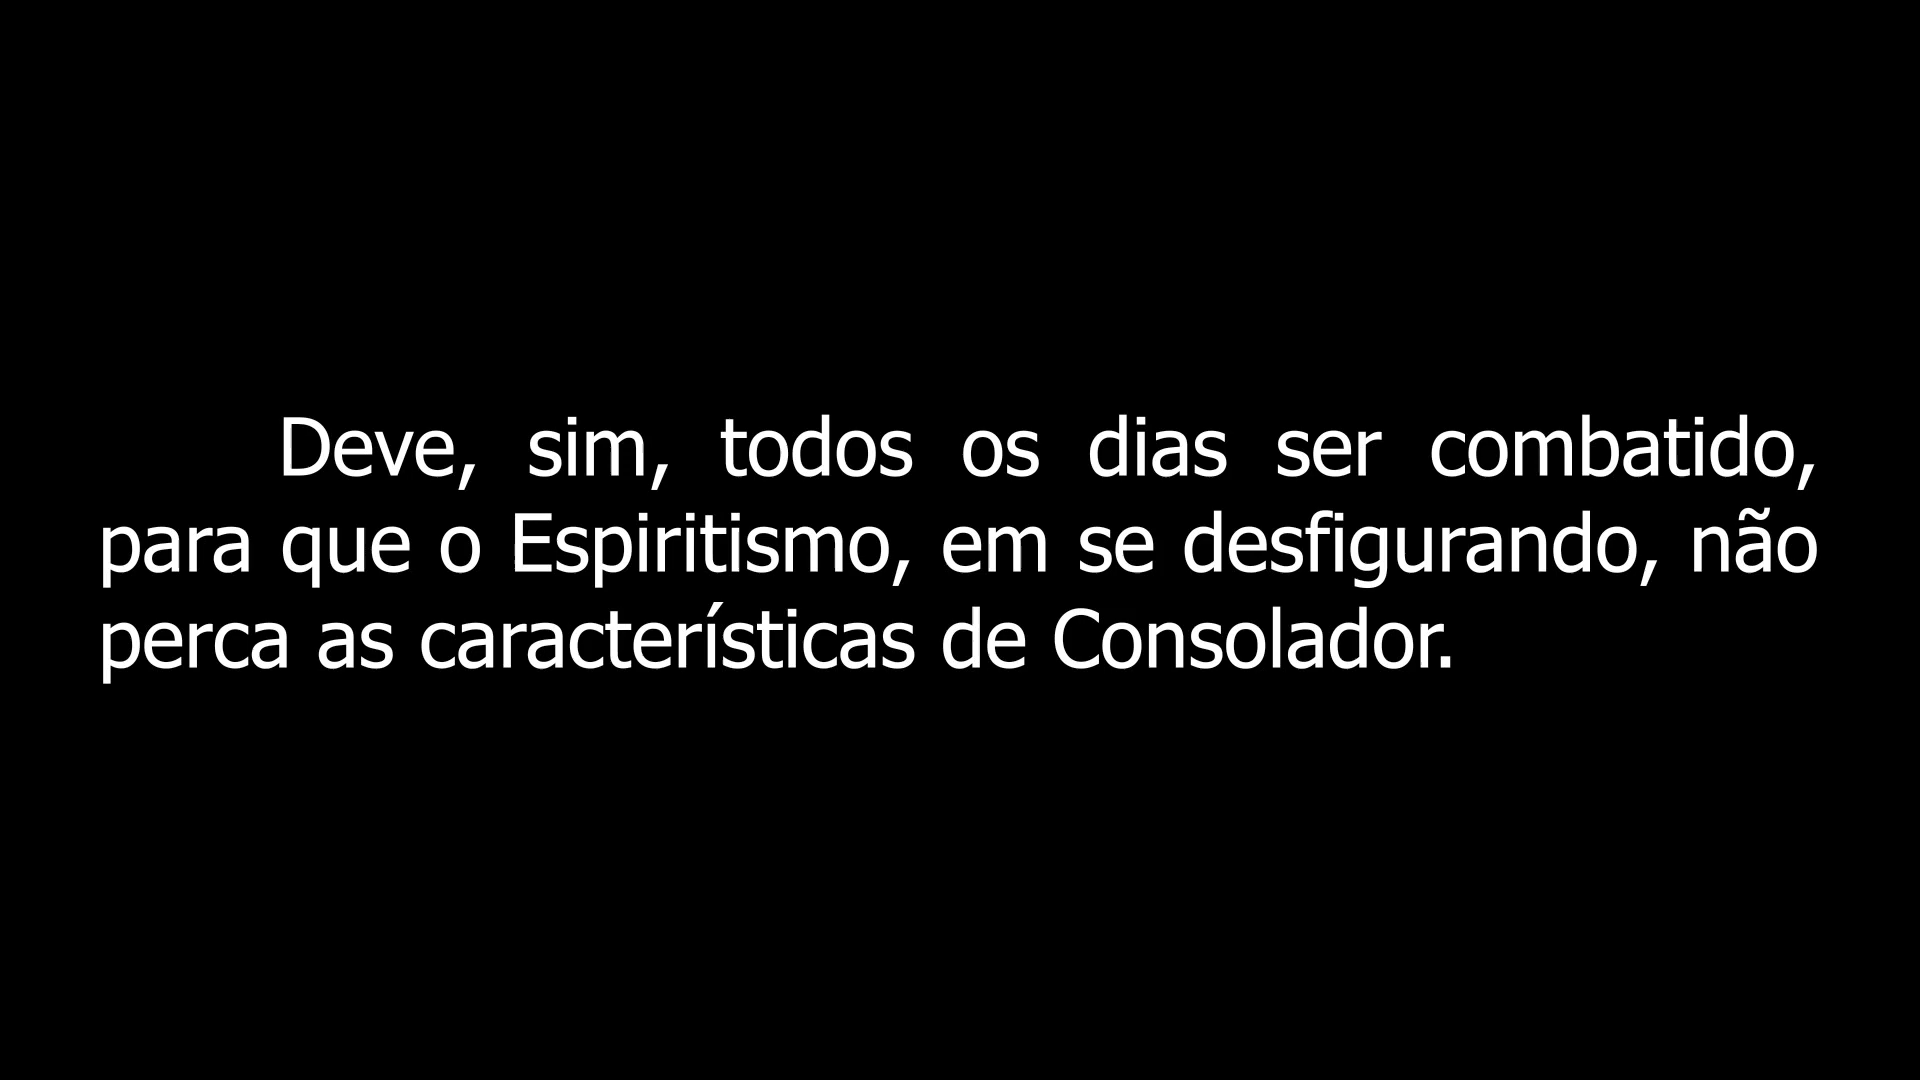 Deve, sim, todos os dias ser combatido,
para que o Espiritismo, em se desfigurando, não
perca as características de Consolador.